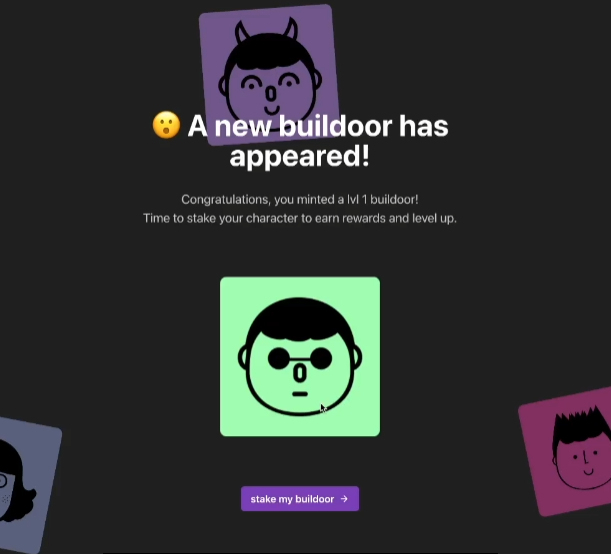 😮 A new buildoor has
appeared!
Congratulations, you minted a lvl 1 buildoor!
Time to stake your character to earn rewards and level up.
stake my buildoor →